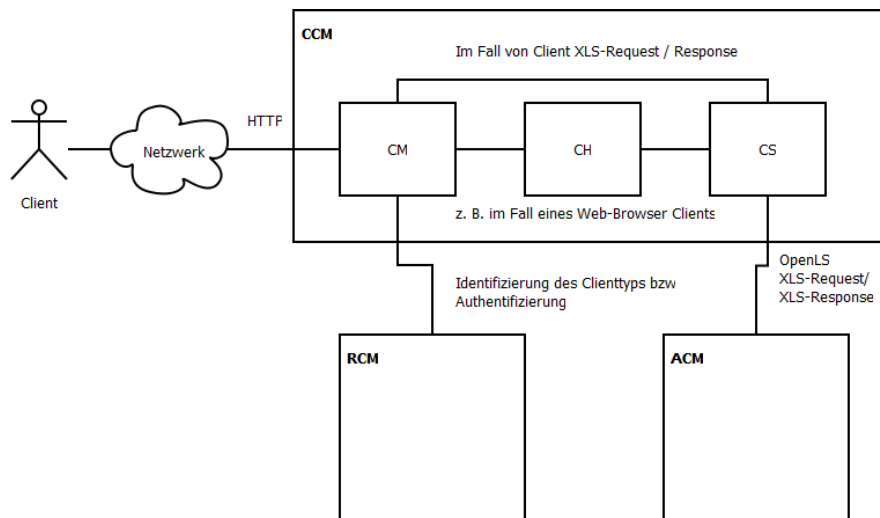 CCM
Im Fall von Client XLS-Request / Response
HTTP
Netzwerk
CM
CH
CS
Client
z. B. im Fall eines Web-Browser Clients
Identifizierung des Clienttyps bzw
Authentifizierung
OpenLS
XLS-Request/
XLS-Response
RCM
ACM